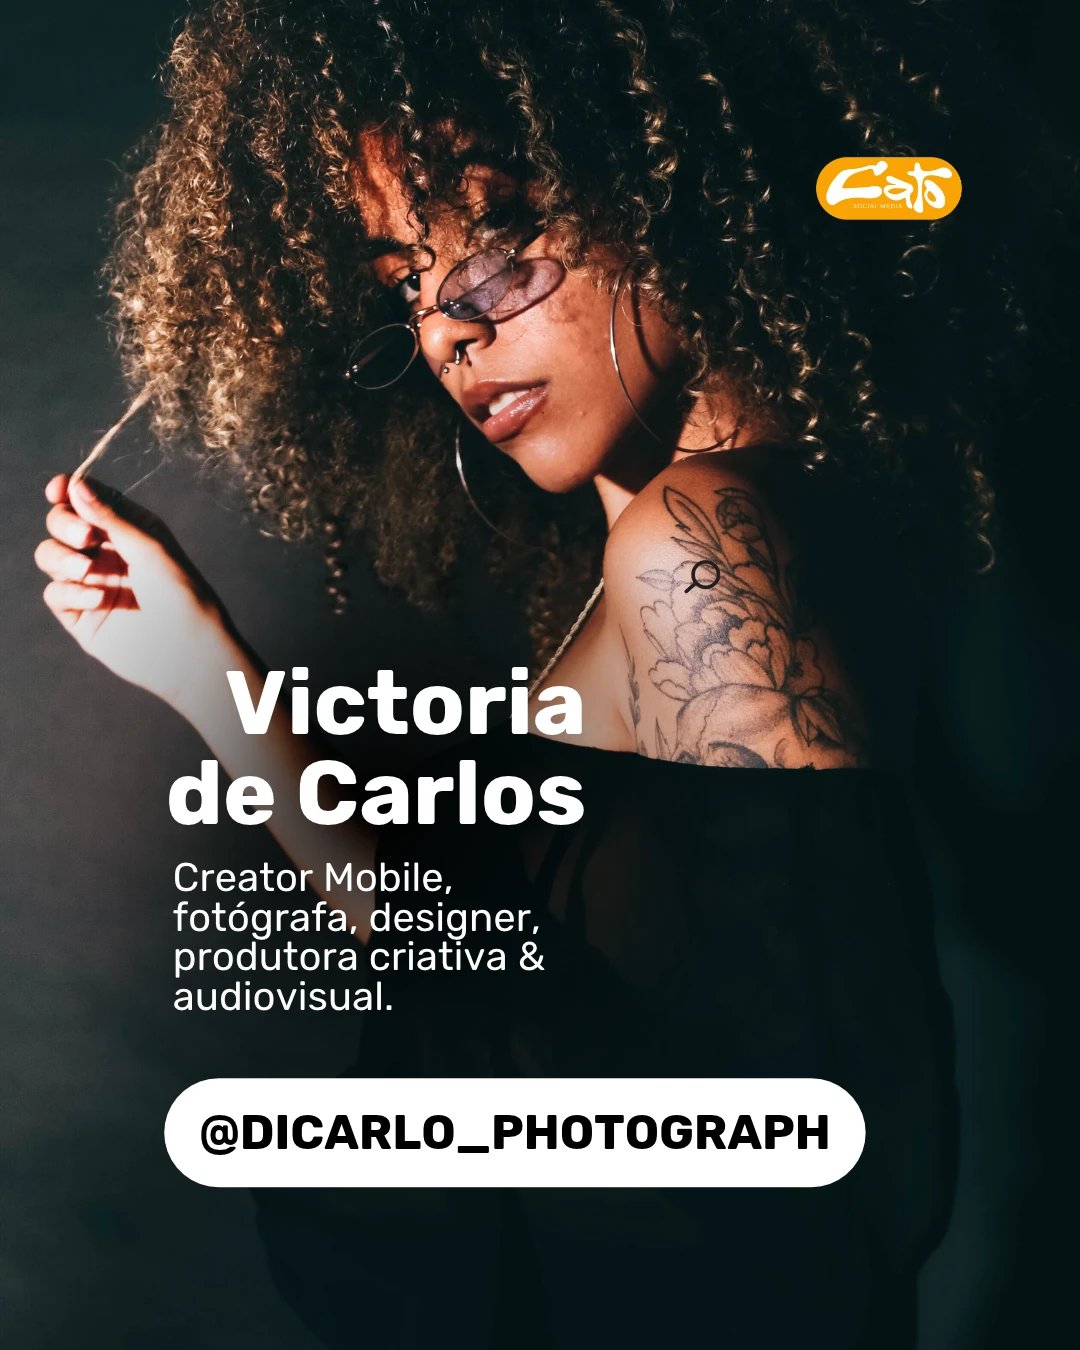 Cato
SOCIAL MEDIA
Victoria
de Carlos
Creator Mobile,
fotógrafa, designer,
produtora criativa &
audiovisual.
@DICARLO_PHOTOGRAPH